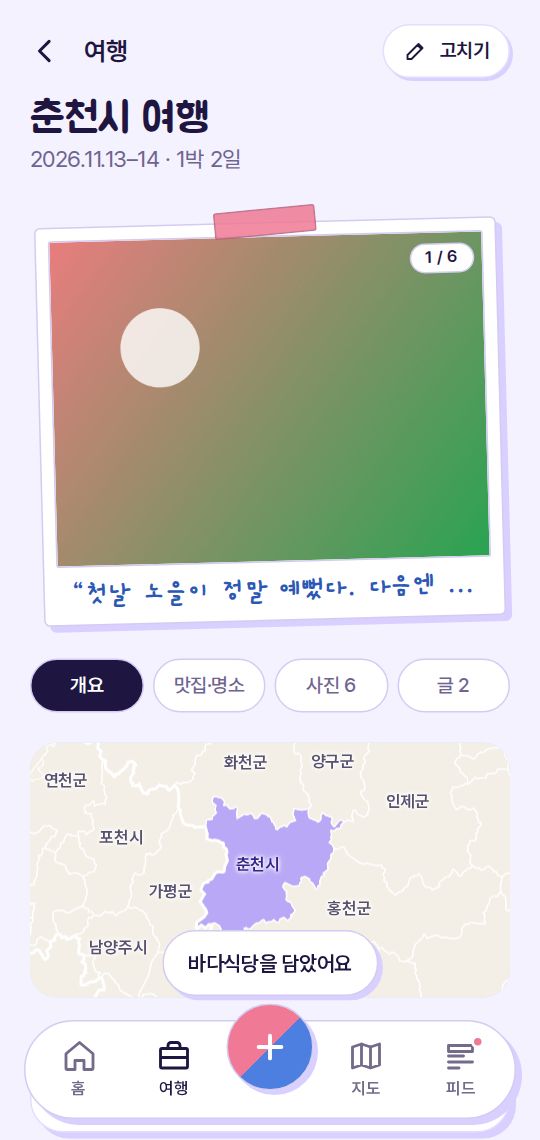 여행
고치기
춘천시 여행
2026.11.13–14 · 1박 2일
1 / 6
“첫날 노을이 정말 예뻤다. 다음엔 ...
개요
맛집·명소
사진 6
글 2
화천군
양구군
연천군
인제군
포천시
춘천시
가평군
홍천군
남양주시
바다식당을 담았어요
홈
여행
지도
피드